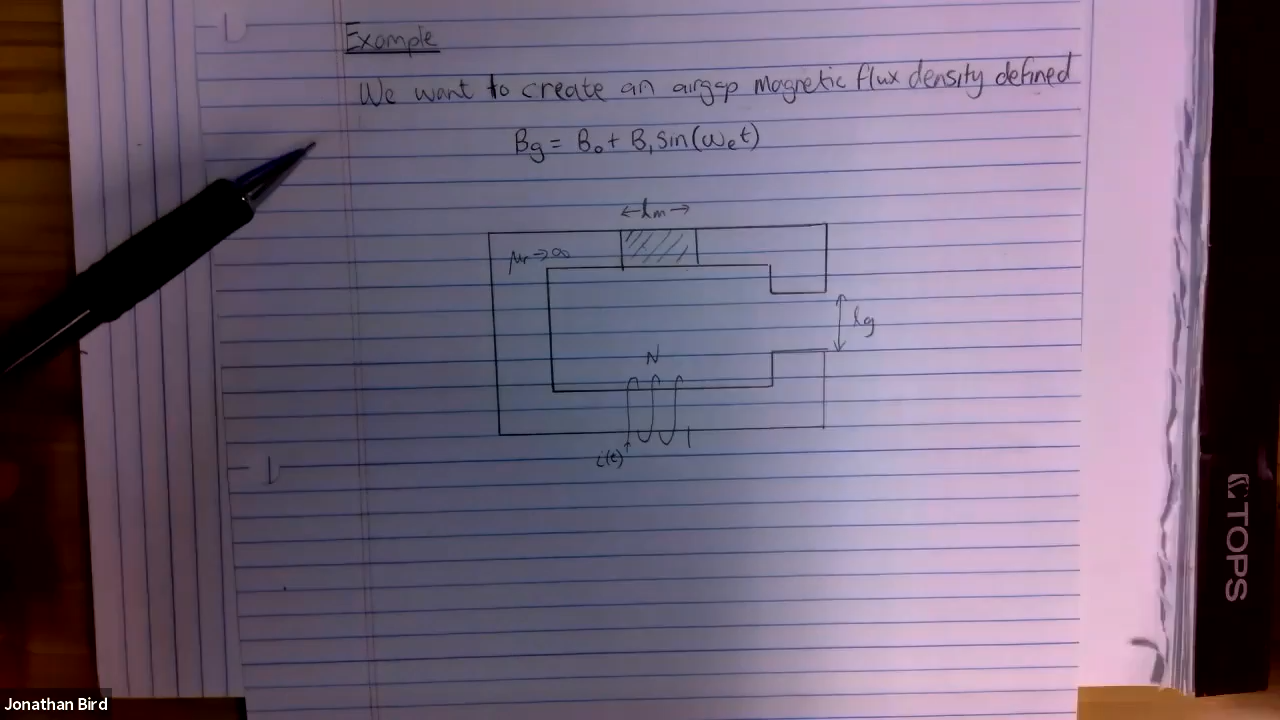 Example
We want to create an airgap magnetic flux density defined
Bg = B₀ + B₁ sin(ωₑt)
←lm→
μr→∞
lg
N
i(t)
TOPS
Jonathan Bird